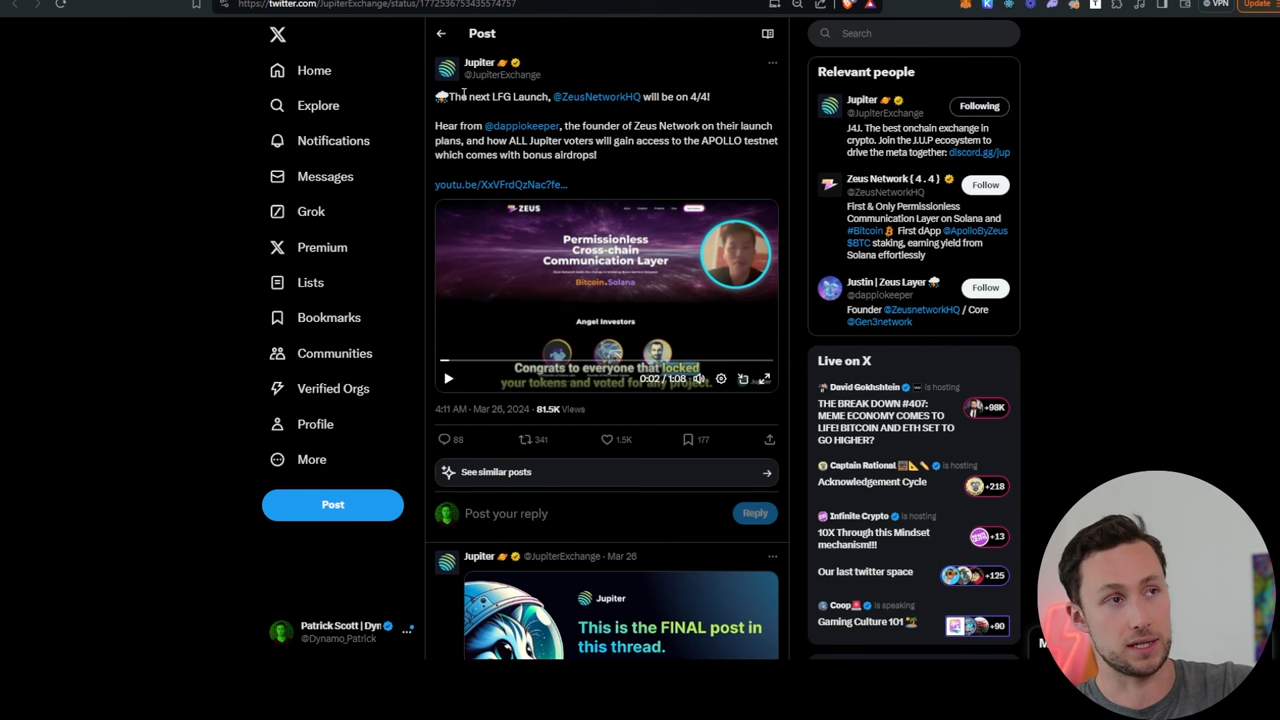 https://twitter.com/JupiterExchange/status/1772536753435574757
VPN
Update
Post
Search
Home
Explore
Notifications
Messages
Grok
Premium
Lists
Bookmarks
Communities
Verified Orgs
Profile
More
Post
Patrick Scott | Dyn
@Dynamo_Patrick
Jupiter
@JupiterExchange
The next LFG Launch, @ZeusNetworkHQ will be on 4/4!
Hear from @dappiokeeper, the founder of Zeus Network on their launch
plans, and how ALL Jupiter voters will gain access to the APOLLO testnet
which comes with bonus airdrops!
youtu.be/XxVFrdQzNac?fe...
ZEUS
Permissionless
Cross-chain
Communication Layer
Bitcoin Solana
Angel Investors
Congrats to everyone that locked
your tokens and voted for any project.
0:02 / 1:08
4:11 AM · Mar 26, 2024 · 81.5K Views
88
341
1.5K
177
See similar posts
Post your reply
Reply
Jupiter @JupiterExchange · Mar 26
Jupiter
This is the FINAL post in
this thread.
Relevant people
Jupiter
@JupiterExchange
Following
J4J. The best onchain exchange in
crypto. Join the J.U.P ecosystem to
drive the meta together: discord.gg/jup
Zeus Network { 4 . 4 }
@ZeusNetworkHQ
Follow
First & Only Permissionless
Communication Layer on Solana and
#Bitcoin First dApp @ApolloByZeus
$BTC staking, earning yield from
Solana effortlessly
Justin | Zeus Layer
@dappiokeeper
Follow
Founder @ZeusnetworkHQ / Core
@Gen3network
Live on X
David Gokhshtein is hosting
THE BREAK DOWN #407:
MEME ECONOMY COMES TO
LIFE! BITCOIN AND ETH SET TO
GO HIGHER?
+98K
Captain Rational is hosting
Acknowledgement Cycle
+218
Infinite Crypto is hosting
10X Through this Mindset
mechanism!!!
+13
Our last twitter space
+125
Coop is speaking
Gaming Culture 101
+90